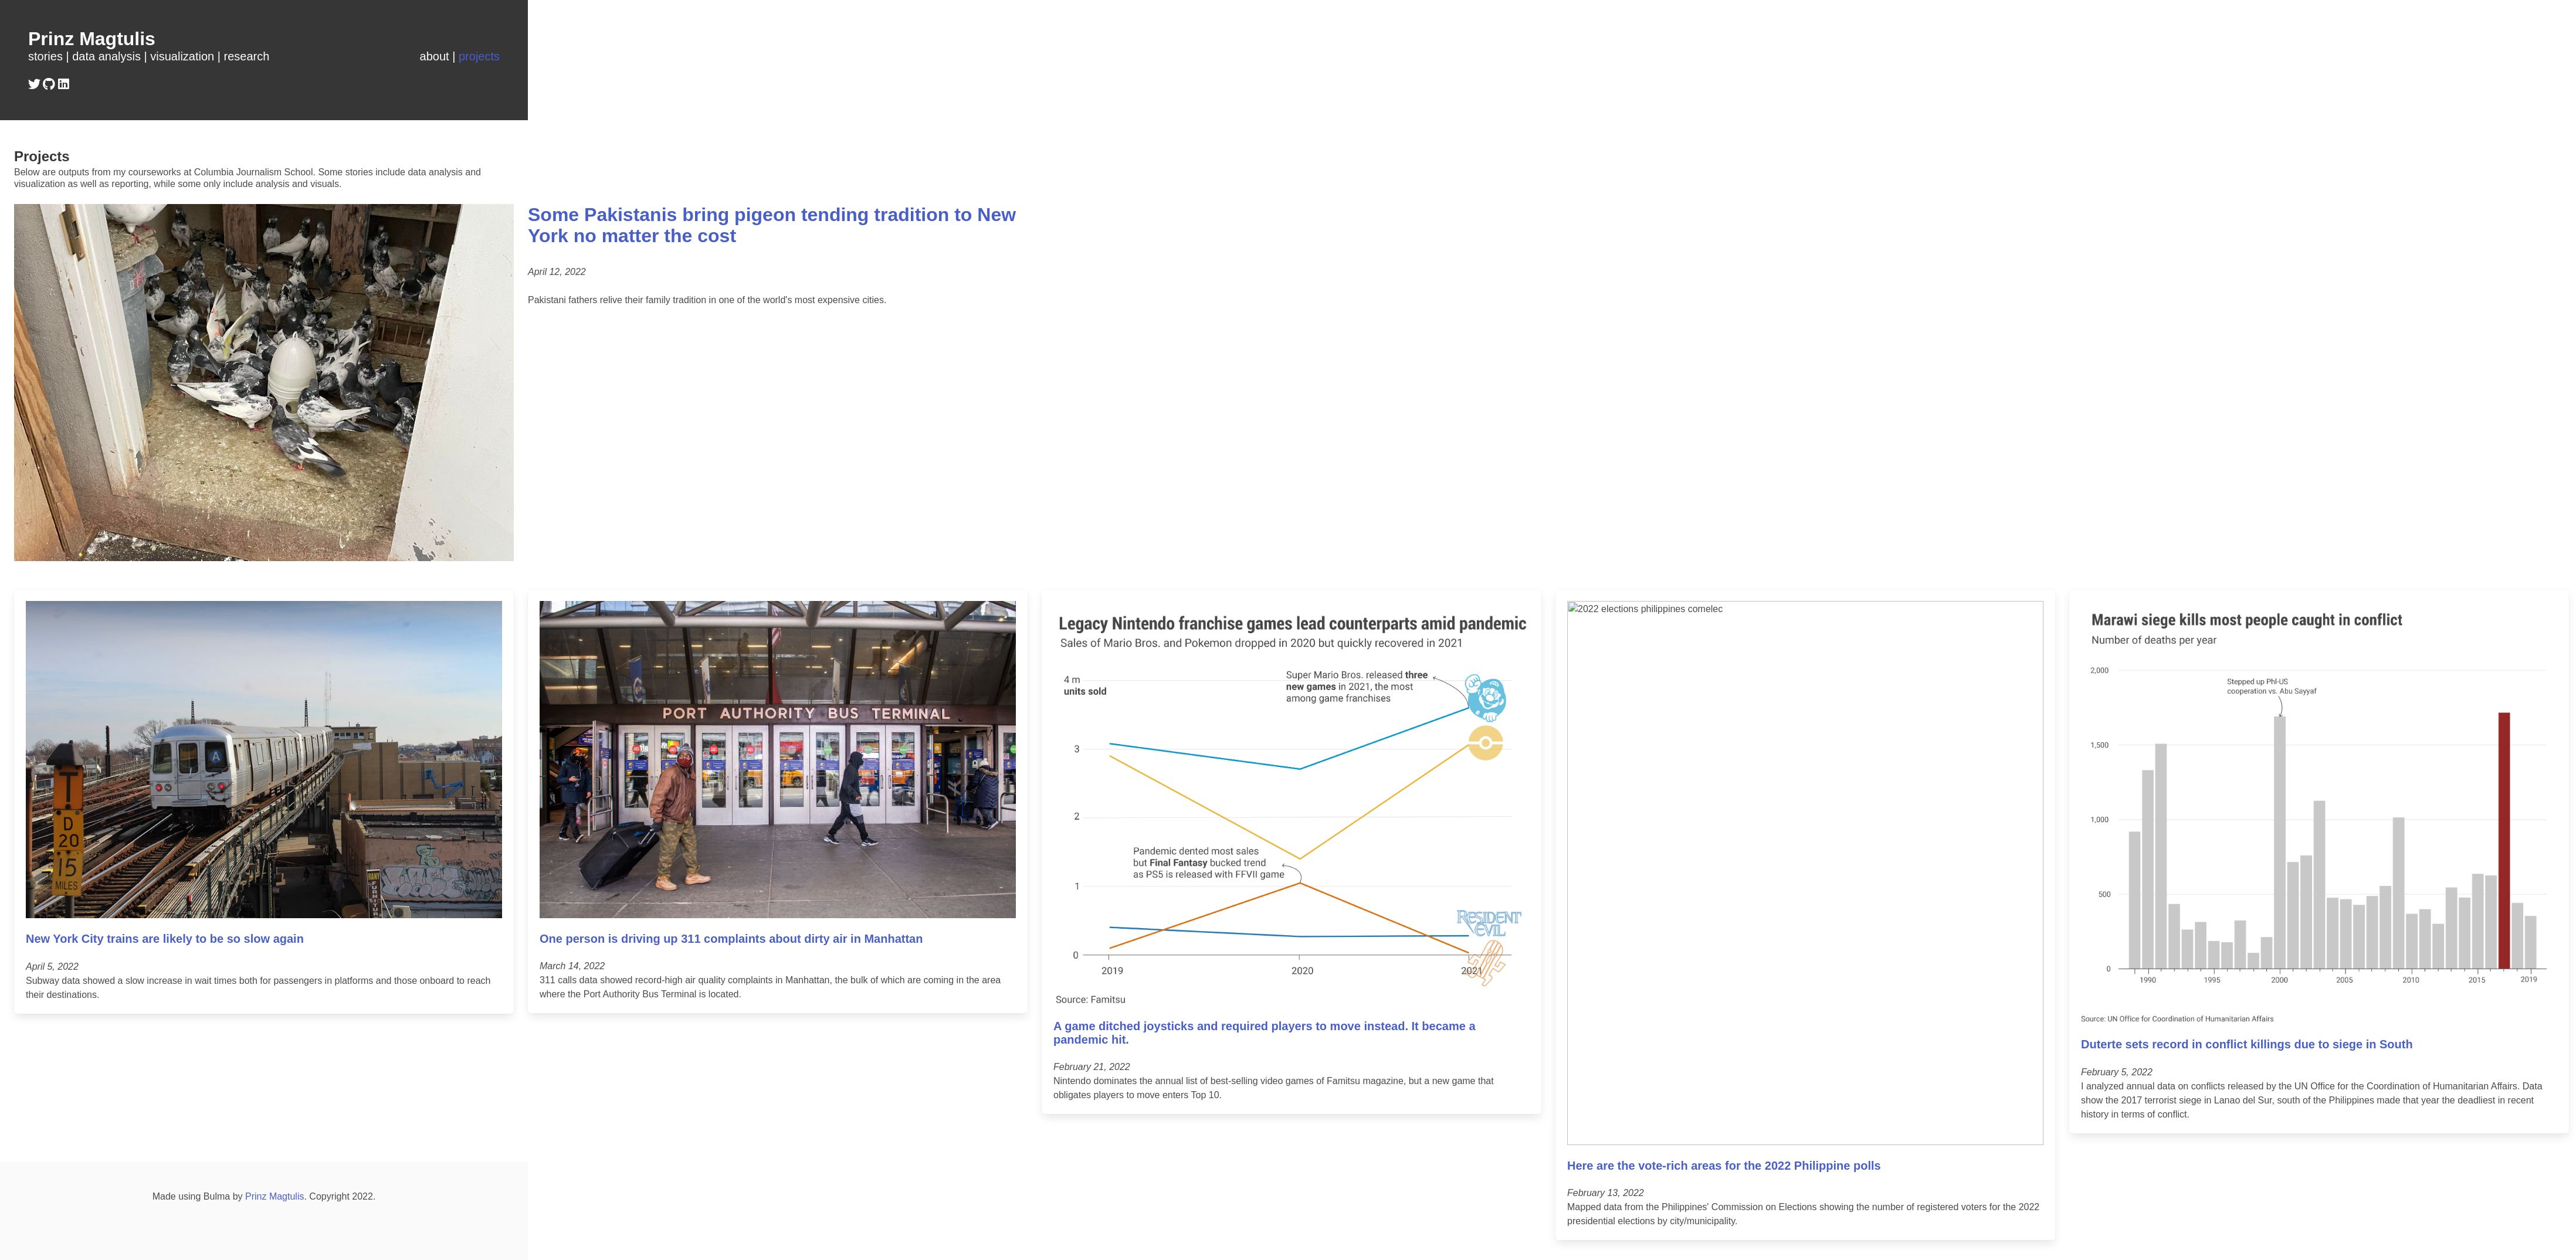 Prinz Magtulis
stories | data analysis | visualization | research
about | projects
Projects
Below are outputs from my courseworks at Columbia Journalism School. Some stories include data analysis and
visualization as well as reporting, while some only include analysis and visuals.
Some Pakistanis bring pigeon tending tradition to New
York no matter the cost
April 12, 2022
Pakistani fathers relive their family tradition in one of the world's most expensive cities.
A
T
D
20
15
MILES
New York City trains are likely to be so slow again
April 5, 2022
Subway data showed a slow increase in wait times both for passengers in platforms and those onboard to reach
their destinations.
PORT AUTHORITY BUS TERMINAL
One person is driving up 311 complaints about dirty air in Manhattan
March 14, 2022
311 calls data showed record-high air quality complaints in Manhattan, the bulk of which are coming in the area
where the Port Authority Bus Terminal is located.
Legacy Nintendo franchise games lead counterparts amid pandemic
Sales of Mario Bros. and Pokemon dropped in 2020 but quickly recovered in 2021
4 m
units sold
Super Mario Bros. released three
new games in 2021, the most
among game franchises
3
2
Pandemic dented most sales
but Final Fantasy bucked trend
as PS5 is released with FFVII game
1
RESIDENT
EVIL
0
2019
2020
2021
Source: Famitsu
A game ditched joysticks and required players to move instead. It became a
pandemic hit.
February 21, 2022
Nintendo dominates the annual list of best-selling video games of Famitsu magazine, but a new game that
obligates players to move enters Top 10.
2022 elections philippines comelec
Here are the vote-rich areas for the 2022 Philippine polls
February 13, 2022
Mapped data from the Philippines' Commission on Elections showing the number of registered voters for the 2022
presidential elections by city/municipality.
Marawi siege kills most people caught in conflict
Number of deaths per year
2,000
Stepped up PH-US
cooperation vs. Abu Sayyaf
1,500
1,000
500
0
1990
1995
2000
2005
2010
2015
2019
Source: UN Office for Coordination of Humanitarian Affairs
Duterte sets record in conflict killings due to siege in South
February 5, 2022
I analyzed annual data on conflicts released by the UN Office for the Coordination of Humanitarian Affairs. Data
show the 2017 terrorist siege in Lanao del Sur, south of the Philippines made that year the deadliest in recent
history in terms of conflict.
Made using Bulma by Prinz Magtulis. Copyright 2022.